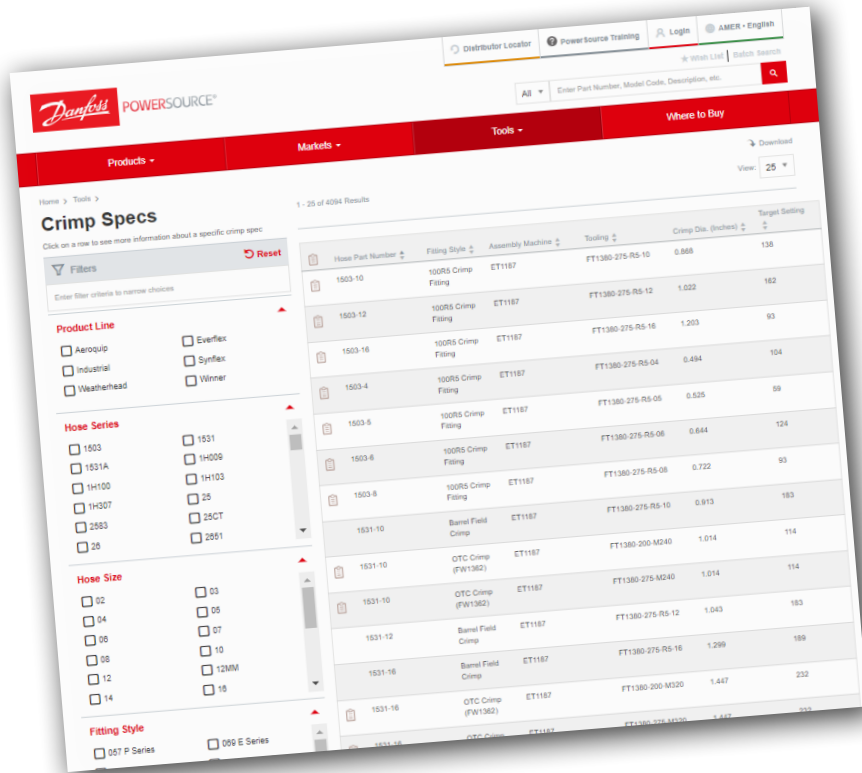 Distributor Locator
PowerSource Training
Login
AMER • English
Wish List | Batch Search
Danfoss
POWERSOURCE®
All
Enter Part Number, Model Code, Description, etc.
Products
Markets
Tools
Where to Buy
Home > Tools >
Download
Crimp Specs
1 - 25 of 4094 Results
View: 25
Click on a row to see more information about a specific crimp spec
Filters
Reset
Enter filter criteria to narrow choices
Product Line
Aeroquip Everflex
Industrial Synflex
Weatherhead Winner
Hose Series
1503 1531
1531A 1H009
1H100 1H103
1H307 25
2583 25CT
26 2651
Hose Size
02 03
04 05
06 07
08 10
12 12MM
14 16
Fitting Style
057 P Series 069 E Series
Hose Part Number Fitting Style Assembly Machine Tooling Crimp Dia. (Inches) Target Setting
1503-10 100R5 Crimp Fitting ET1187 FT1380-275-R5-10 0.868 138
1503-12 100R5 Crimp Fitting ET1187 FT1380-275-R5-12 1.022 162
1503-16 100R5 Crimp Fitting ET1187 FT1380-275-R5-16 1.203 93
1503-4 100R5 Crimp Fitting ET1187 FT1380-275-R5-04 0.494 104
1503-5 100R5 Crimp Fitting ET1187 FT1380-275-R5-05 0.525 59
1503-6 100R5 Crimp Fitting ET1187 FT1380-275-R5-06 0.644 124
1503-8 100R5 Crimp Fitting ET1187 FT1380-275-R5-08 0.722 93
1531-10 Barrel Field Crimp ET1187 FT1380-275-R5-10 0.913 183
1531-10 OTC Crimp (FW1362) ET1187 FT1380-200-M240 1.014 114
1531-10 OTC Crimp (FW1362) ET1187 FT1380-275-M240 1.014 114
1531-12 Barrel Field Crimp ET1187 FT1380-275-R5-12 1.043 183
1531-16 Barrel Field Crimp ET1187 FT1380-275-R5-16 1.299 189
1531-16 OTC Crimp (FW1362) ET1187 FT1380-200-M320 1.447 232
1531-16 OTC Crimp ET1187 FT1380-275-M320 1.447 232